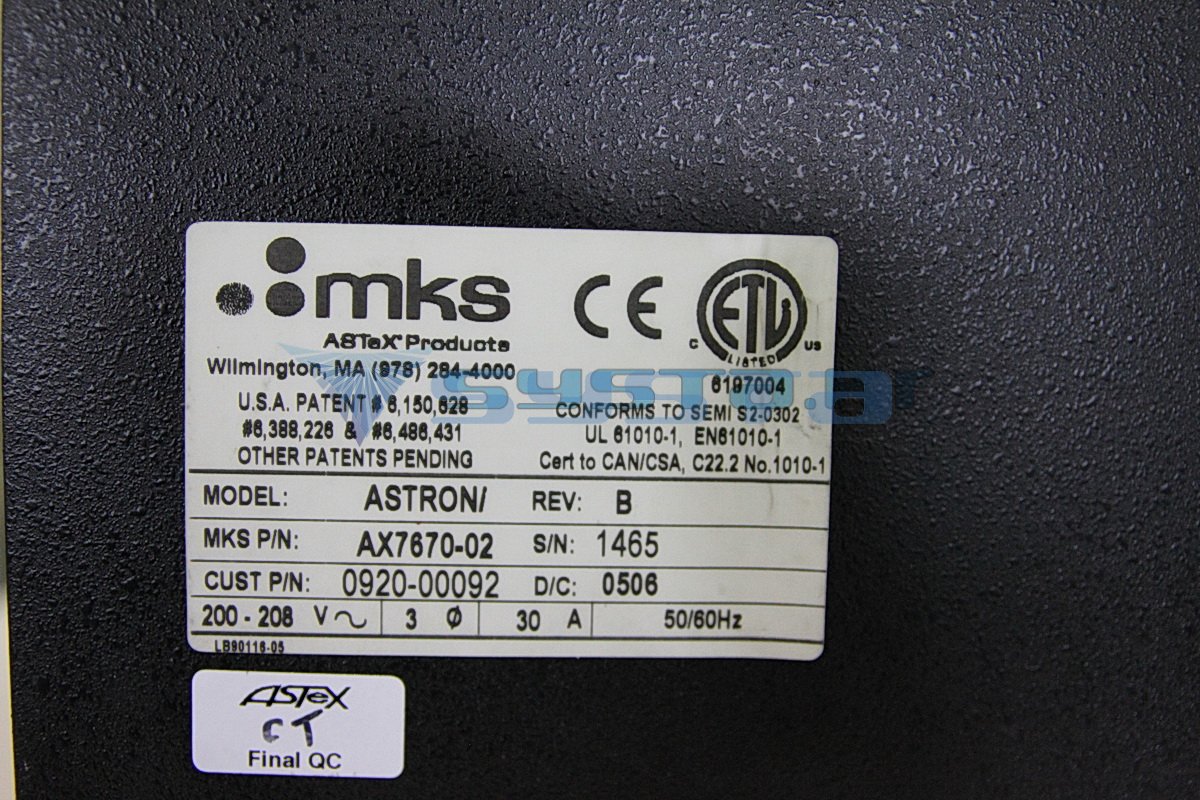 mks
ASTeX® Products
Wilmington, MA (978) 284-4000
U.S.A. PATENT # 6,150,628
#6,388,226 & #6,486,431
OTHER PATENTS PENDING
CE
ETL
C US
LISTED
6197004
CONFORMS TO SEMI S2-0302
UL 61010-1, EN61010-1
Cert to CAN/CSA, C22.2 No.1010-1
MODEL: ASTRON/ REV: B
MKS P/N: AX7670-02 S/N: 1465
CUST P/N: 0920-00092 D/C: 0506
200 - 208 V~ 3 Ø 30 A 50/60Hz
LB90116-05
ASTeX
CT
Final QC